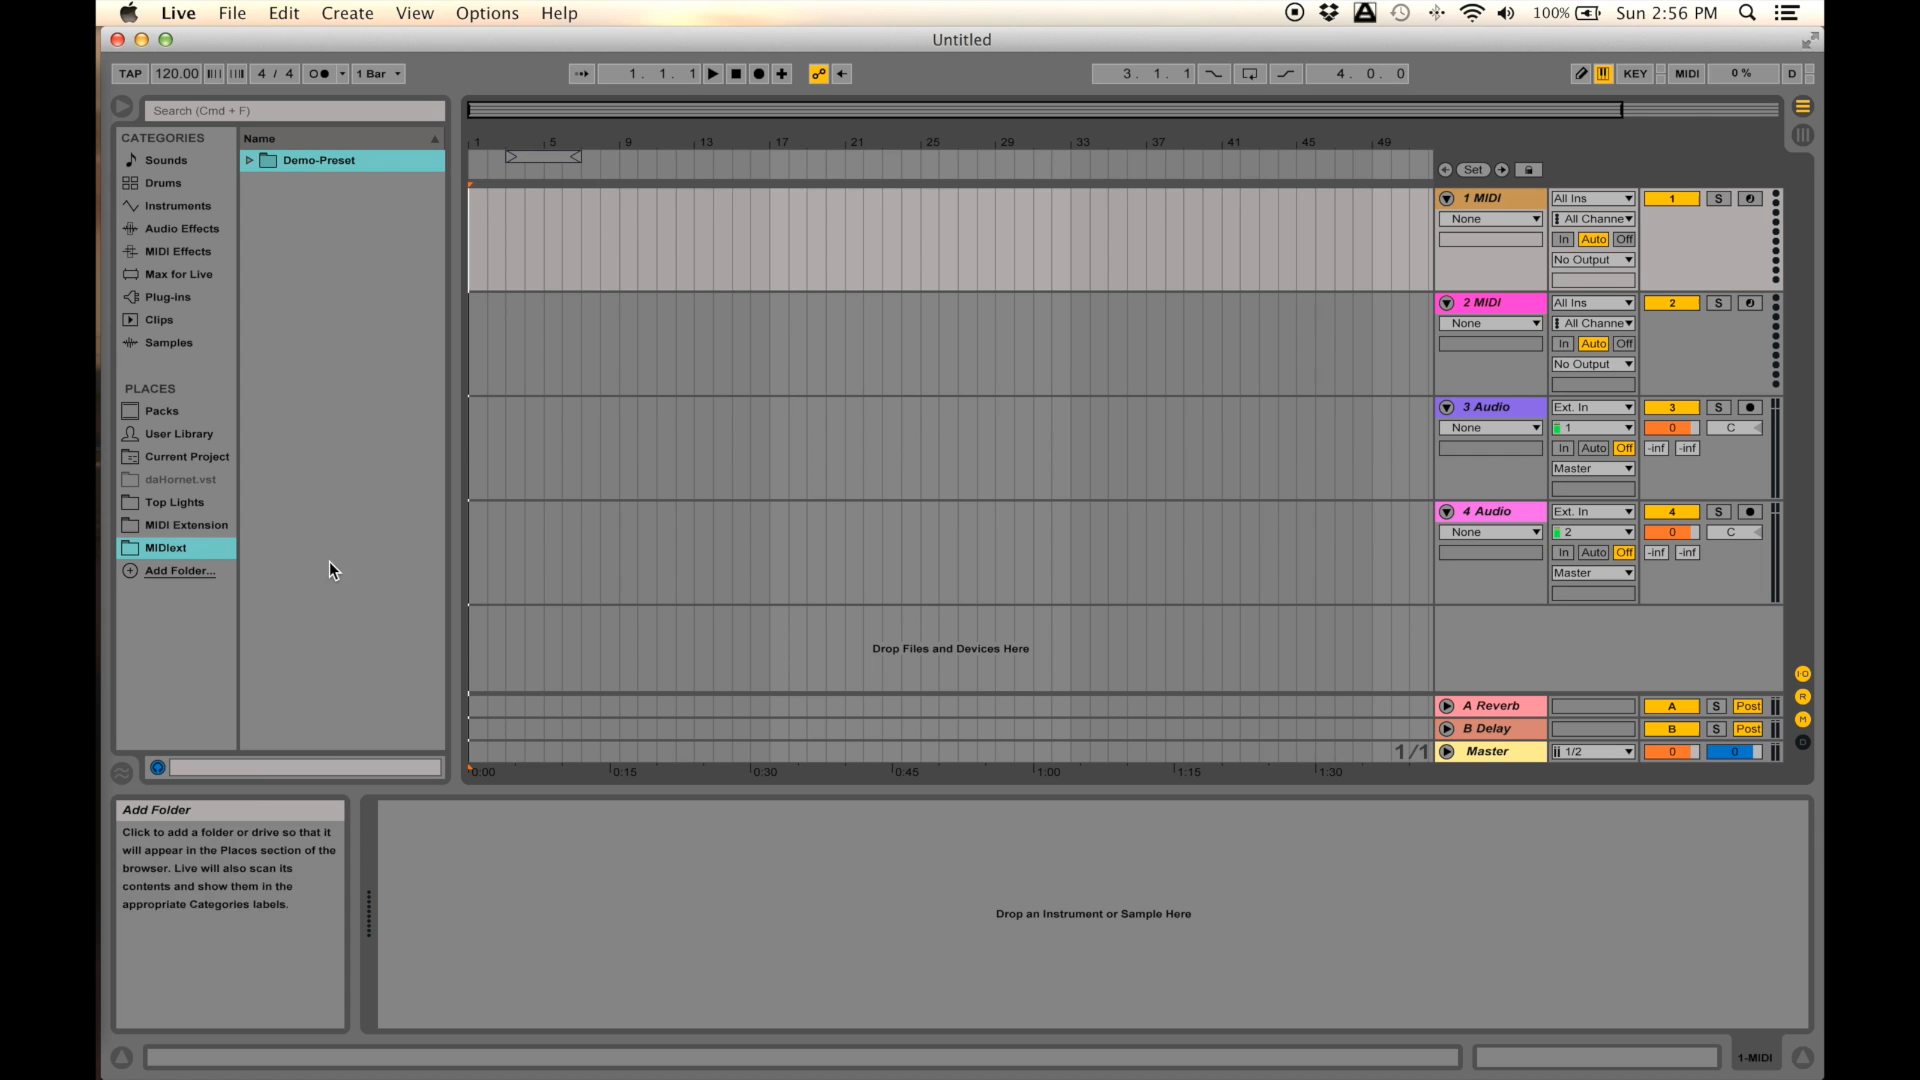 Live File Edit Create View Options Help 100% Sun 2:56 PM
Untitled
TAP 120.00 4 / 4 1 Bar 1. 1. 1 3. 1. 1 4. 0. 0 KEY MIDI 0 % D
Search (Cmd + F)
CATEGORIES
Sounds
Drums
Instruments
Audio Effects
MIDI Effects
Max for Live
Plug-ins
Clips
Samples
PLACES
Packs
User Library
Current Project
daHornet.vst
Top Lights
MIDI Extension
MIDIext
Add Folder...
Name
Demo-Preset
1 5 9 13 17 21 25 29 33 37 41 45 49
Set
1 MIDI All Ins 1 S
None All Channe
In Auto Off
No Output
2 MIDI All Ins 2 S
None All Channe
In Auto Off
No Output
3 Audio Ext. In 3 S
None 1 0 C
In Auto Off -inf -inf
Master
4 Audio Ext. In 4 S
None 2 0 C
In Auto Off -inf -inf
Master
Drop Files and Devices Here
I·O
R
M
D
A Reverb A S Post
B Delay B S Post
1/1 Master 1/2 0 0
0:00 0:15 0:30 0:45 1:00 1:15 1:30
Add Folder
Click to add a folder or drive so that it
will appear in the Places section of the
browser. Live will also scan its
contents and show them in the
appropriate Categories labels.
Drop an Instrument or Sample Here
1-MIDI